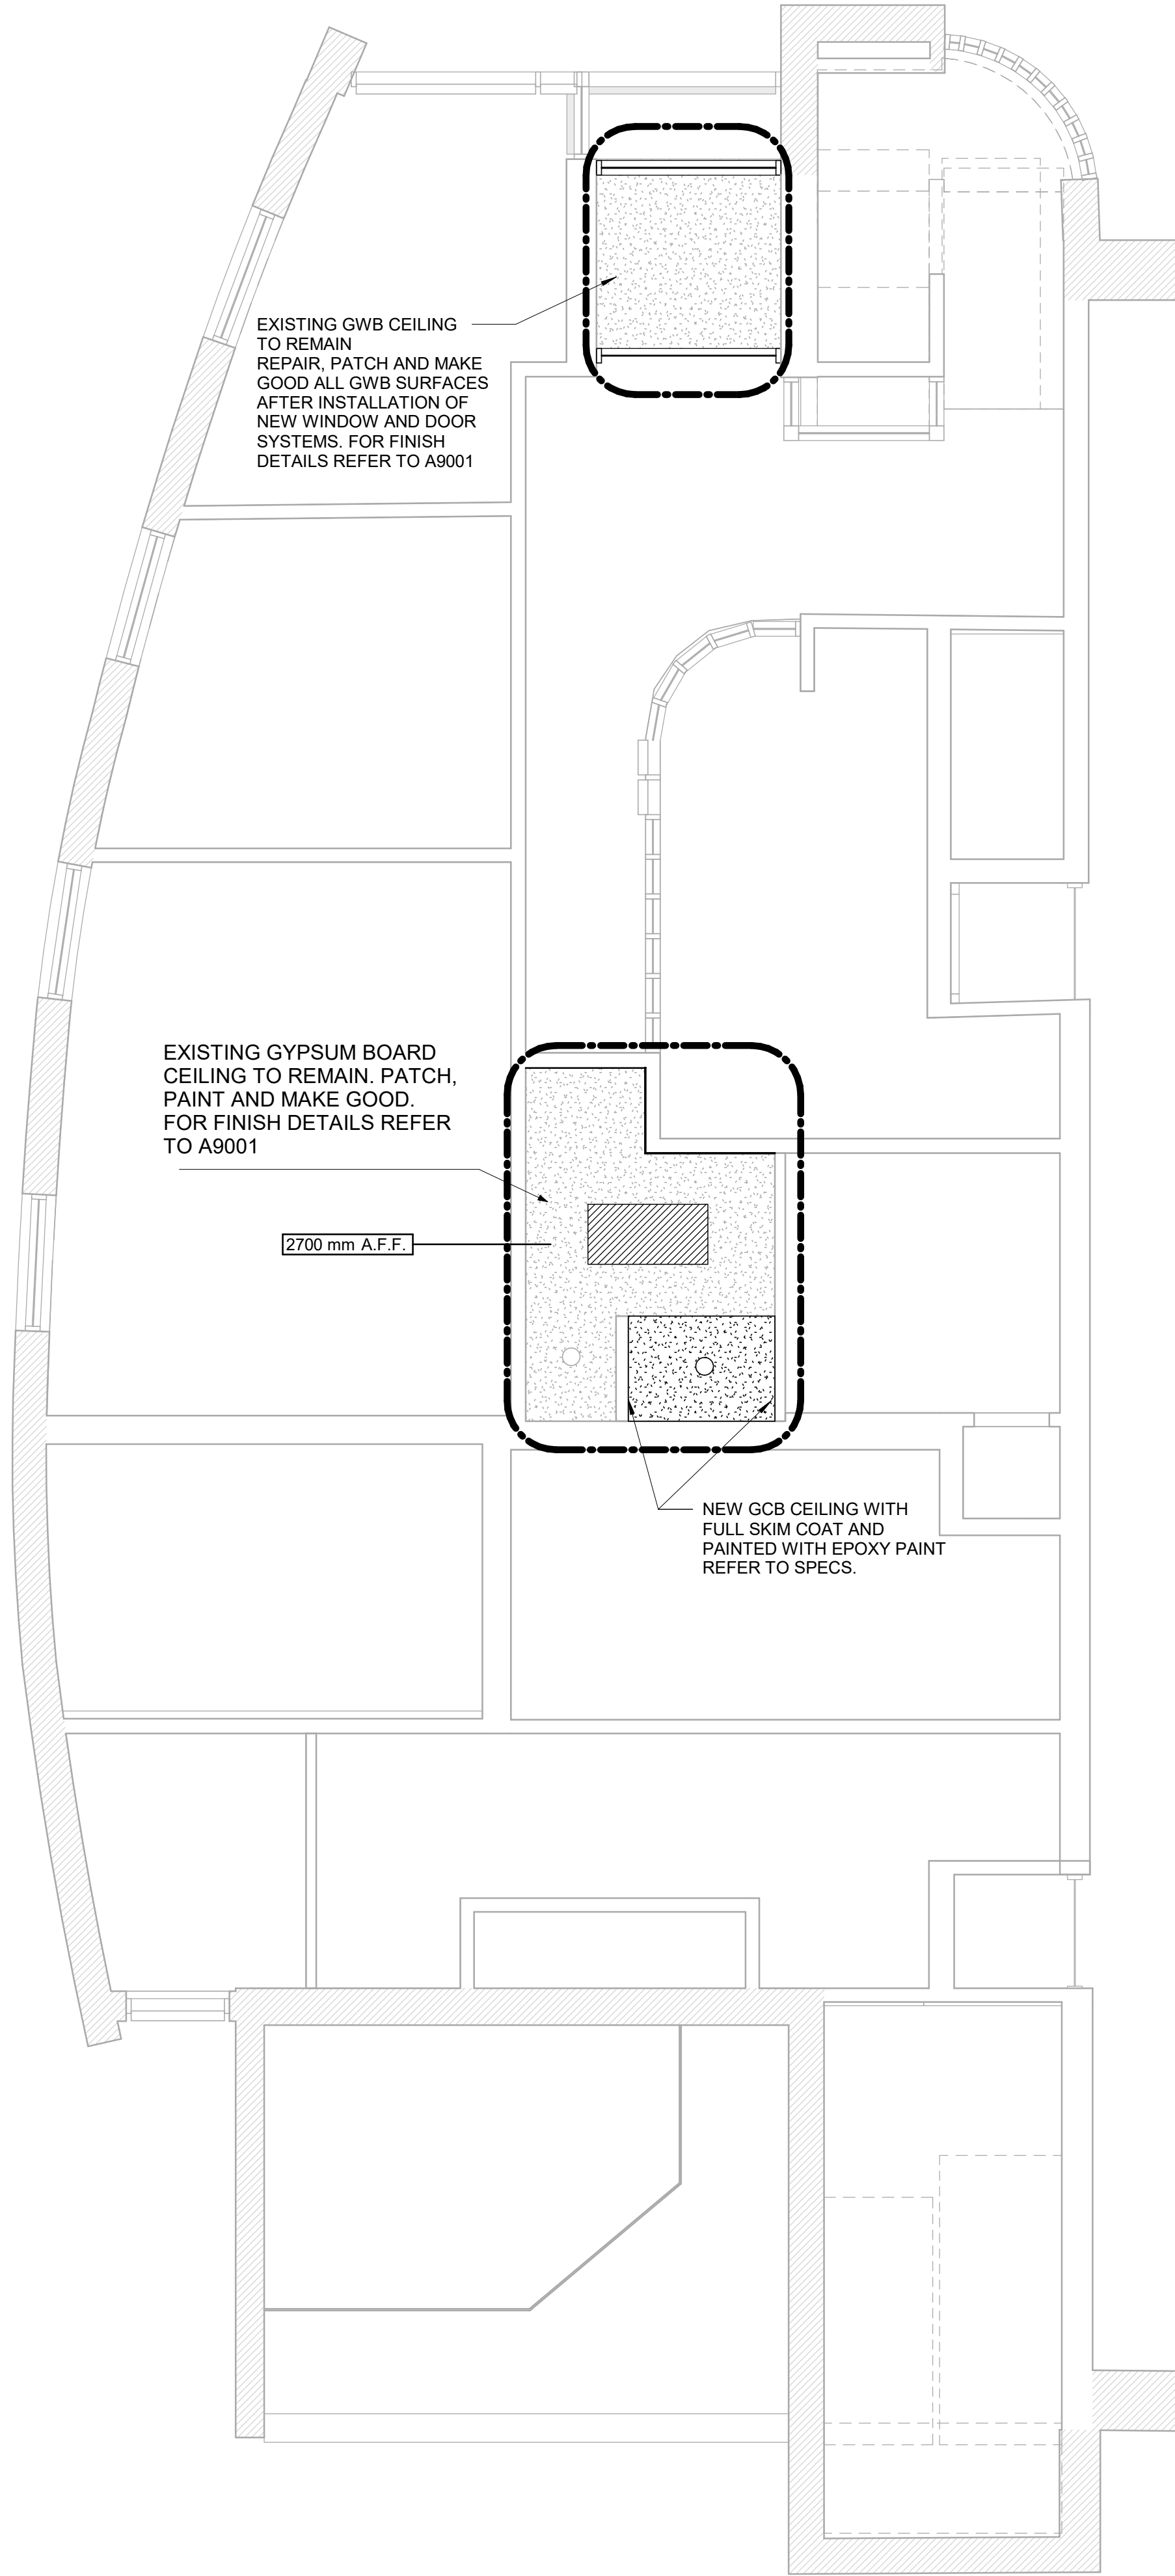 EXISTING GWB CEILING
TO REMAIN
REPAIR, PATCH AND MAKE
GOOD ALL GWB SURFACES
AFTER INSTALLATION OF
NEW WINDOW AND DOOR
SYSTEMS. FOR FINISH
DETAILS REFER TO A9001
EXISTING GYPSUM BOARD
CEILING TO REMAIN. PATCH,
PAINT AND MAKE GOOD.
FOR FINISH DETAILS REFER
TO A9001
2700 mm A.F.F.
NEW GCB CEILING WITH
FULL SKIM COAT AND
PAINTED WITH EPOXY PAINT
REFER TO SPECS.